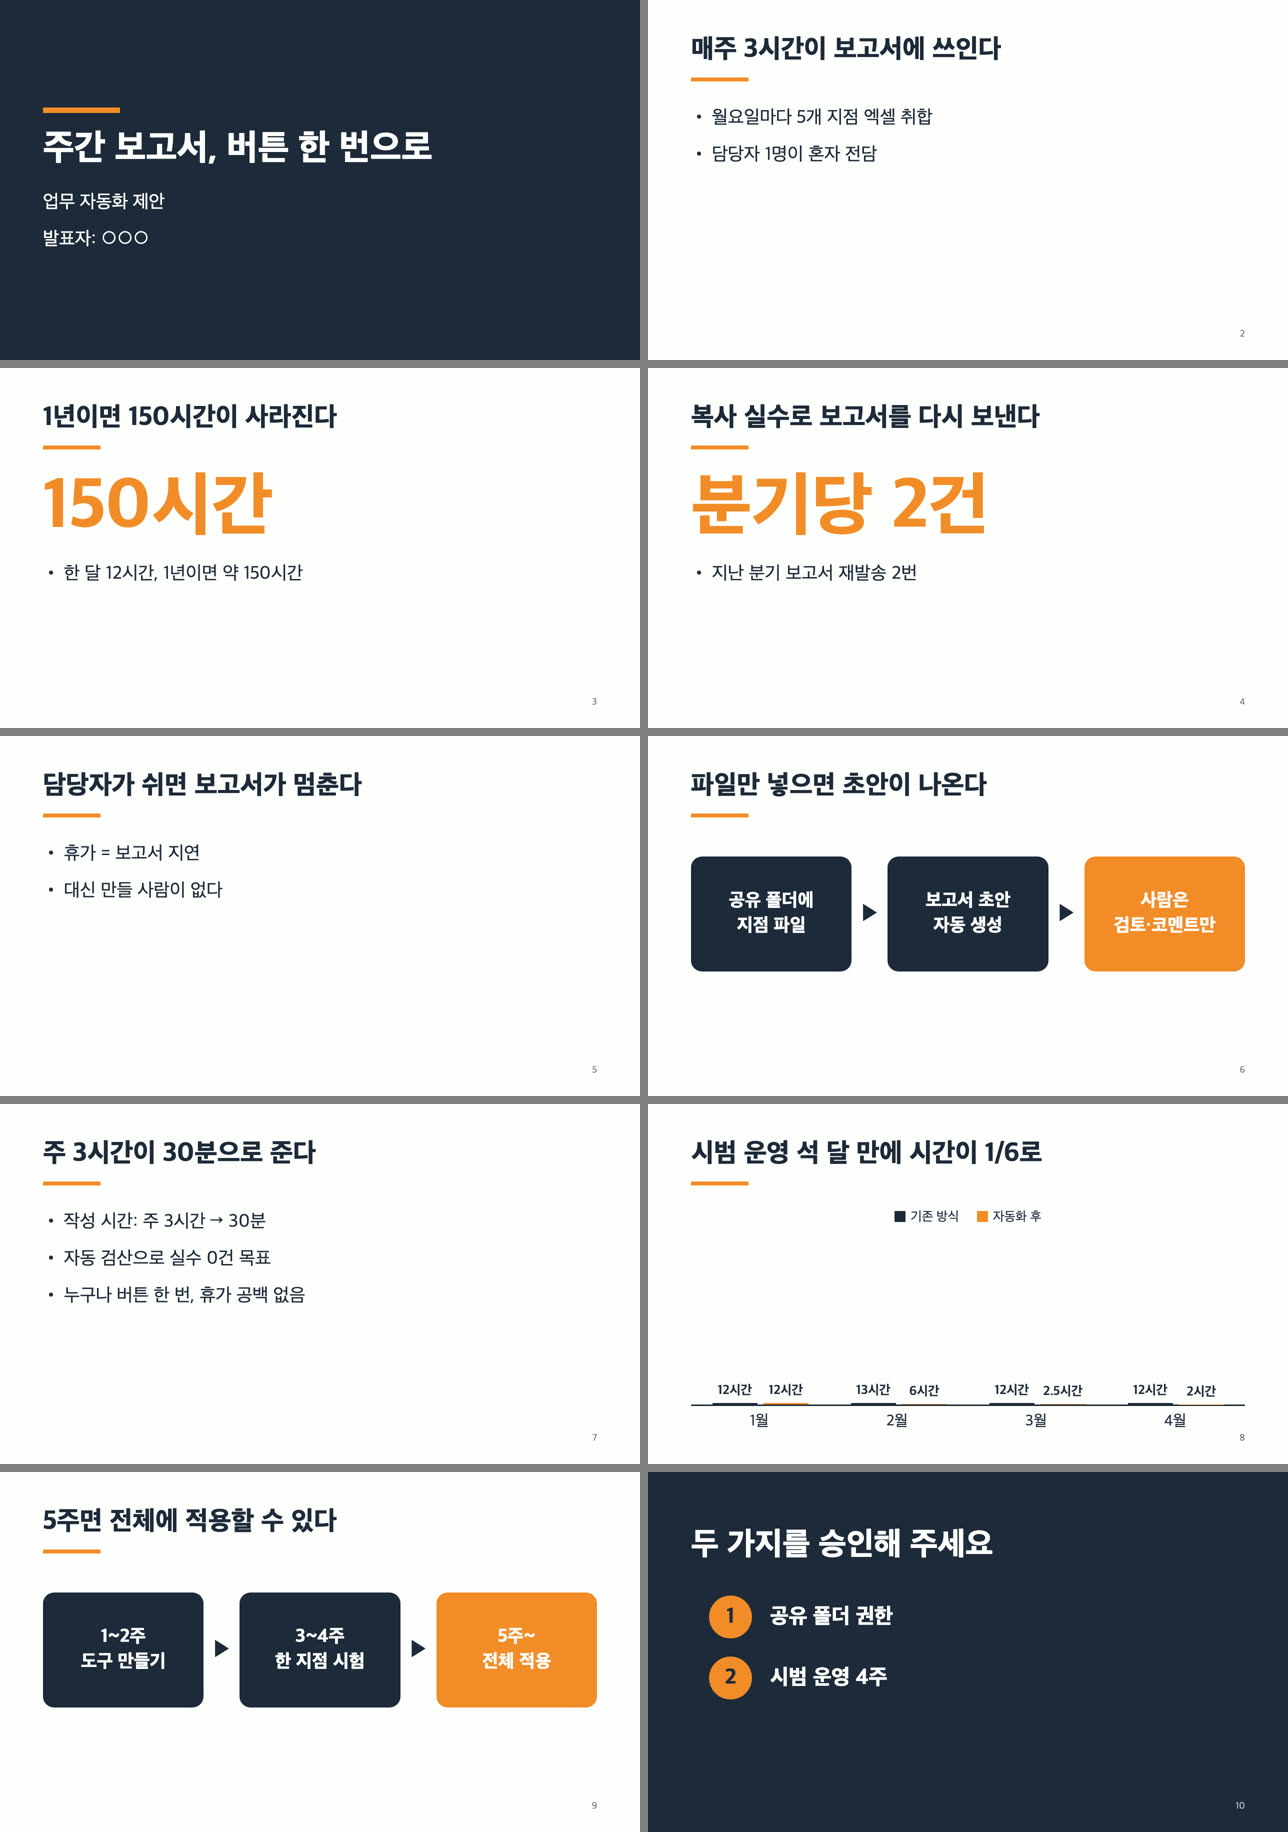 주간 보고서, 버튼 한 번으로
업무 자동화 제안
발표자: ○○○
매주 3시간이 보고서에 쓰인다
• 월요일마다 5개 지점 엑셀 취합
• 담당자 1명이 혼자 전담
2
1년이면 150시간이 사라진다
150시간
• 한 달 12시간, 1년이면 약 150시간
3
복사 실수로 보고서를 다시 보낸다
분기당 2건
• 지난 분기 보고서 재발송 2번
4
담당자가 쉬면 보고서가 멈춘다
• 휴가 = 보고서 지연
• 대신 만들 사람이 없다
5
파일만 넣으면 초안이 나온다
공유 폴더에
지점 파일
보고서 초안
자동 생성
사람은
검토·코멘트만
6
주 3시간이 30분으로 준다
• 작성 시간: 주 3시간 → 30분
• 자동 검산으로 실수 0건 목표
• 누구나 버튼 한 번, 휴가 공백 없음
7
시범 운영 석 달 만에 시간이 1/6로
기존 방식 자동화 후
12시간 12시간 13시간 6시간 12시간 2.5시간 12시간 2시간
1월 2월 3월 4월
8
5주면 전체에 적용할 수 있다
1~2주
도구 만들기
3~4주
한 지점 시험
5주~
전체 적용
9
두 가지를 승인해 주세요
1 공유 폴더 권한
2 시범 운영 4주
10